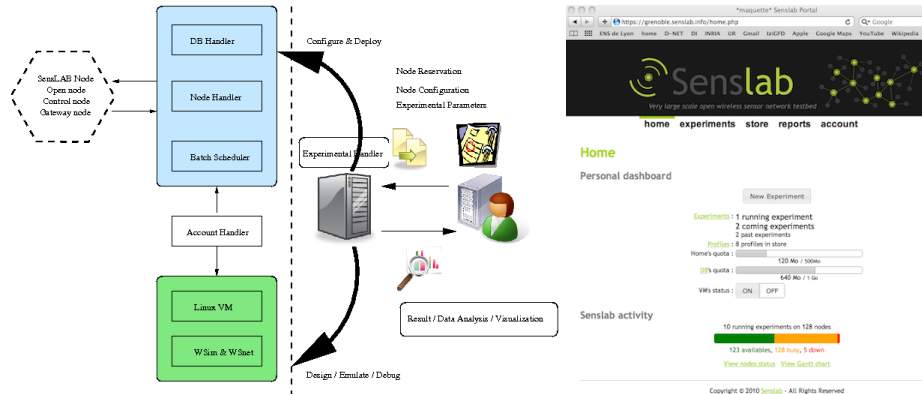 DB Handler
Node Handler
Batch Scheduler
SensLAB Node
Open node
Control node
Gateway node
Account Handler
Linux VM
WSim & WSnet
Configure & Deploy
Node Reservation
Node Configuration
Experimental Parameters
Experimental Handler
Result / Data Analysis / Visualization
Design / Emulate / Debug
*maquette* Senslab Portal
https://grenoble.senslab.info/home.php
Google
ENS de Lyon home D-NET DI INRIA UR Gmail IziGFD Apple Google Maps YouTube Wikipedia
Senslab
Very large scale open wireless sensor network testbed
home experiments store reports account
Home
Personal dashboard
New Experiment
Experiments : 1 running experiment
2 coming experiments
2 past experiments
Profiles : 8 profiles in store
Home's quota :
120 Mo / 500Mo
DB's quota :
640 Mo / 1 Go
VM's status : ON OFF
Senslab activity
10 running experiments on 128 nodes
123 availables, 128 busy, 5 down
View nodes status View Gantt chart
Copyright © 2010 Senslab - All Rights Reserved